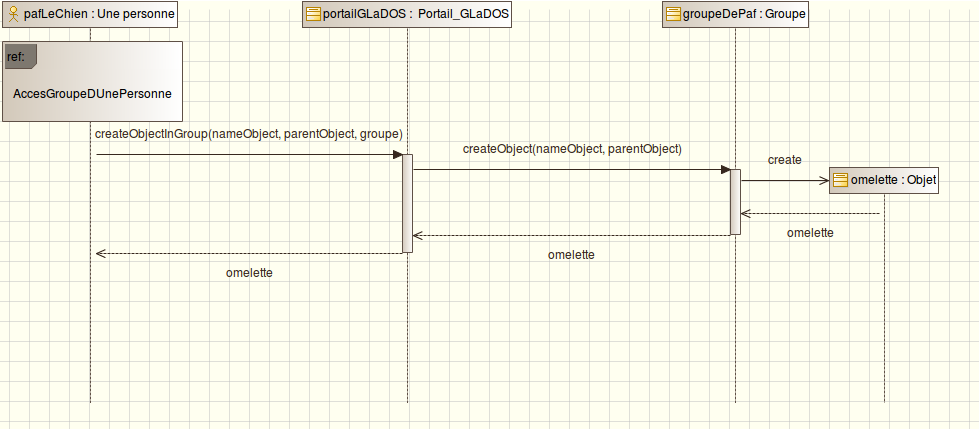 pafLeChien : Une personne
portailGLaDOS : Portail_GLaDOS
groupeDePaf : Groupe
ref:
AccesGroupeDUnePersonne
createObjectInGroup(nameObject, parentObject, groupe)
createObject(nameObject, parentObject)
create
omelette : Objet
omelette
omelette
omelette